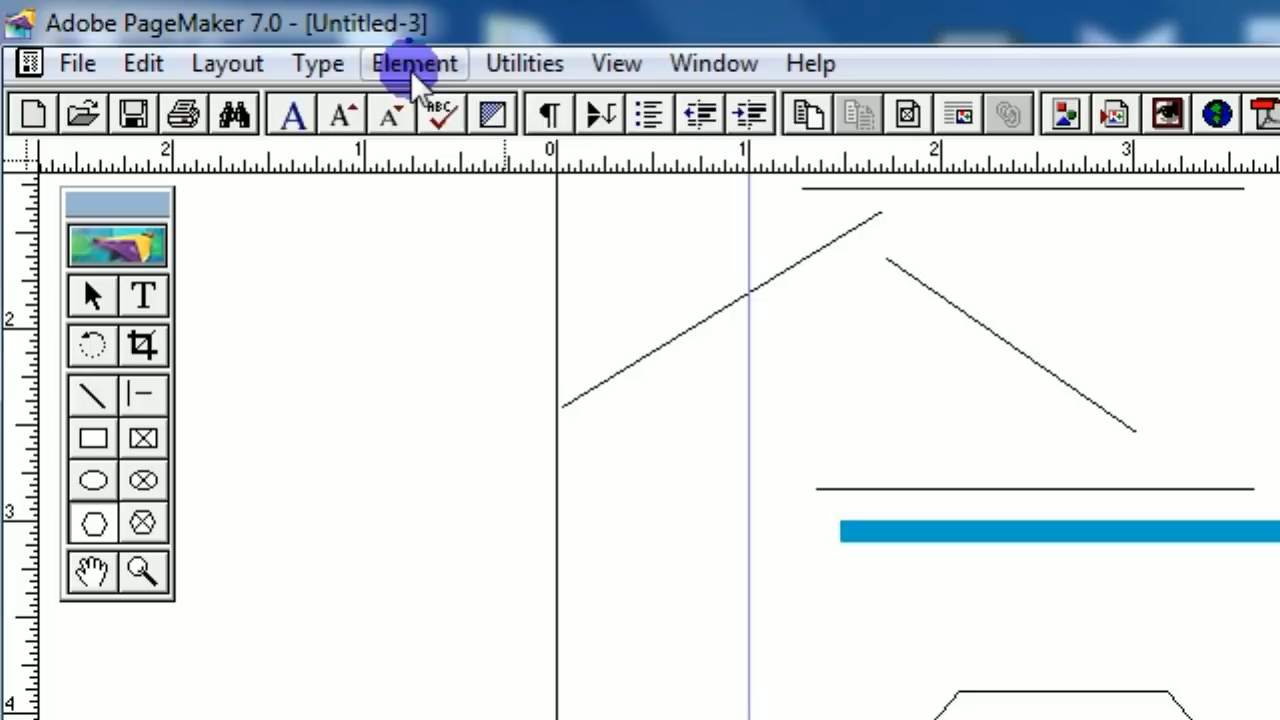 Adobe PageMaker 7.0 - [Untitled-3]
File Edit Layout Type Element Utilities View Window Help
A A A ABC ¶
2 1 0 1 2 3
T
2
3
4